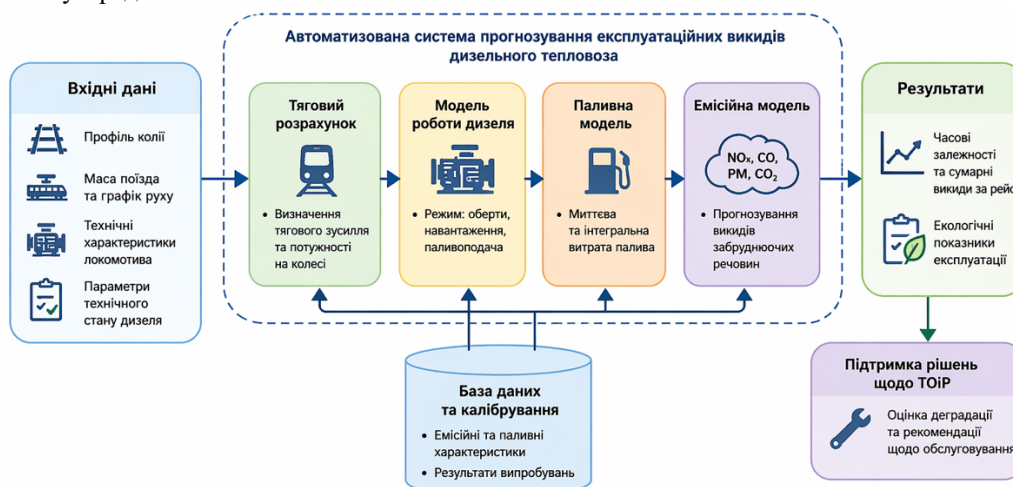 Автоматизована система прогнозування експлуатаційних викидів
дизельного тепловоза
Вхідні дані
Профіль колії
Маса поїзда
та графік руху
Технічні
характеристики
локомотива
Параметри
технічного
стану дизеля
Тяговий
розрахунок
• Визначення
тягового зусилля
та потужності
на колесі
Модель
роботи дизеля
• Режим: оберти,
навантаження,
паливоподача
Паливна
модель
• Миттєва
та інтегральна
витрата палива
Емісійна модель
NOₓ, CO,
PM, CO₂
• Прогнозування
викидів
забруднюючих
речовин
Результати
Часові
залежності
та сумарні
викиди за рейс
Екологічні
показники
експлуатації
База даних
та калібрування
• Емісійні та паливні
характеристики
• Результати випробувань
Підтримка рішень
щодо ТОіР
Оцінка деградації
та рекомендації
щодо обслуговування